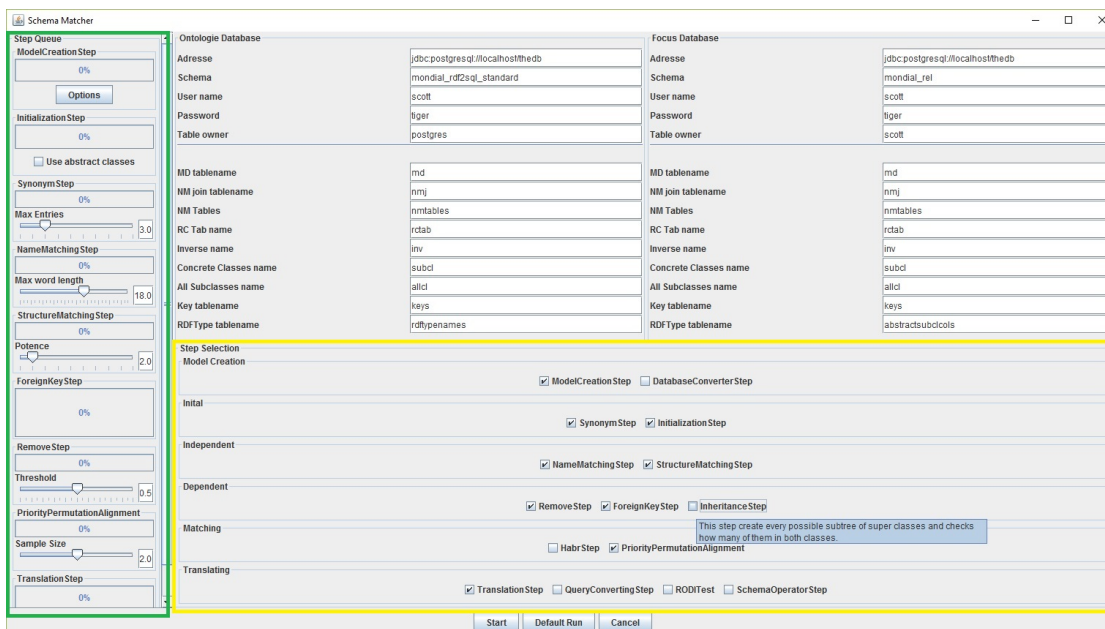 Schema Matcher
Step Queue
ModelCreationStep
0%
Options
InitializationStep
0%
Use abstract classes
SynonymStep
0%
Max Entries
3.0
NameMatchingStep
0%
Max word length
18.0
StructureMatchingStep
0%
Potence
2.0
ForeignKeyStep
0%
RemoveStep
0%
Threshold
0.5
PriorityPermutationAlignment
0%
Sample Size
2.0
TranslationStep
0%
Ontologie Database
Adresse jdbc:postgresql://localhost/thedb
Schema mondial_rdf2sql_standard
User name scott
Password tiger
Table owner postgres
MD tablename md
NM join tablename nmj
NM Tables nmtables
RC Tab name rctab
Inverse name inv
Concrete Classes name subcl
All Subclasses name allcl
Key tablename keys
RDFType tablename rdftypenames
Focus Database
Adresse jdbc:postgresql://localhost/thedb
Schema mondial_rel
User name scott
Password tiger
Table owner scott
MD tablename md
NM join tablename nmj
NM Tables nmtables
RC Tab name rctab
Inverse name inv
Concrete Classes name subcl
All Subclasses name allcl
Key tablename keys
RDFType tablename abstractsubclcols
Step Selection
Model Creation
ModelCreationStep DatabaseConverterStep
Inital
SynonymStep InitializationStep
Independent
NameMatchingStep StructureMatchingStep
Dependent
RemoveStep ForeignKeyStep InheritanceStep
This step create every possible subtree of super classes and checks
how many of them in both classes.
Matching
HabrStep PriorityPermutationAlignment
Translating
TranslationStep QueryConvertingStep RODITest SchemaOperatorStep
Start Default Run Cancel